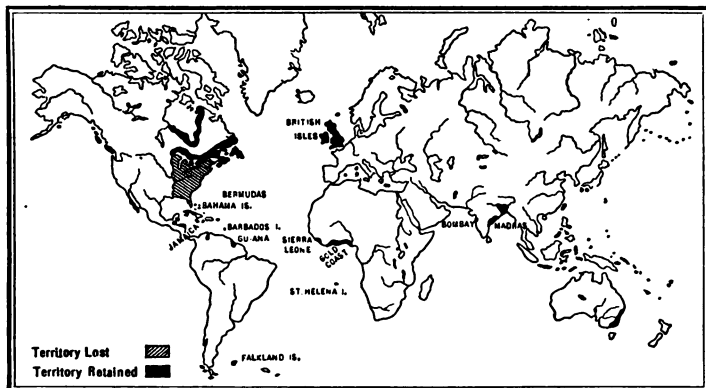 BRITISH
ISLES
BERMUDAS
BAHAMA IS.
JAMAICA
BARBADOS I.
GUIANA
SIERRA
LEONE
GOLD
COAST
BOMBAY
MADRAS
ST. HELENA I.
FALKLAND IS.
Territory Lost
Territory Retained